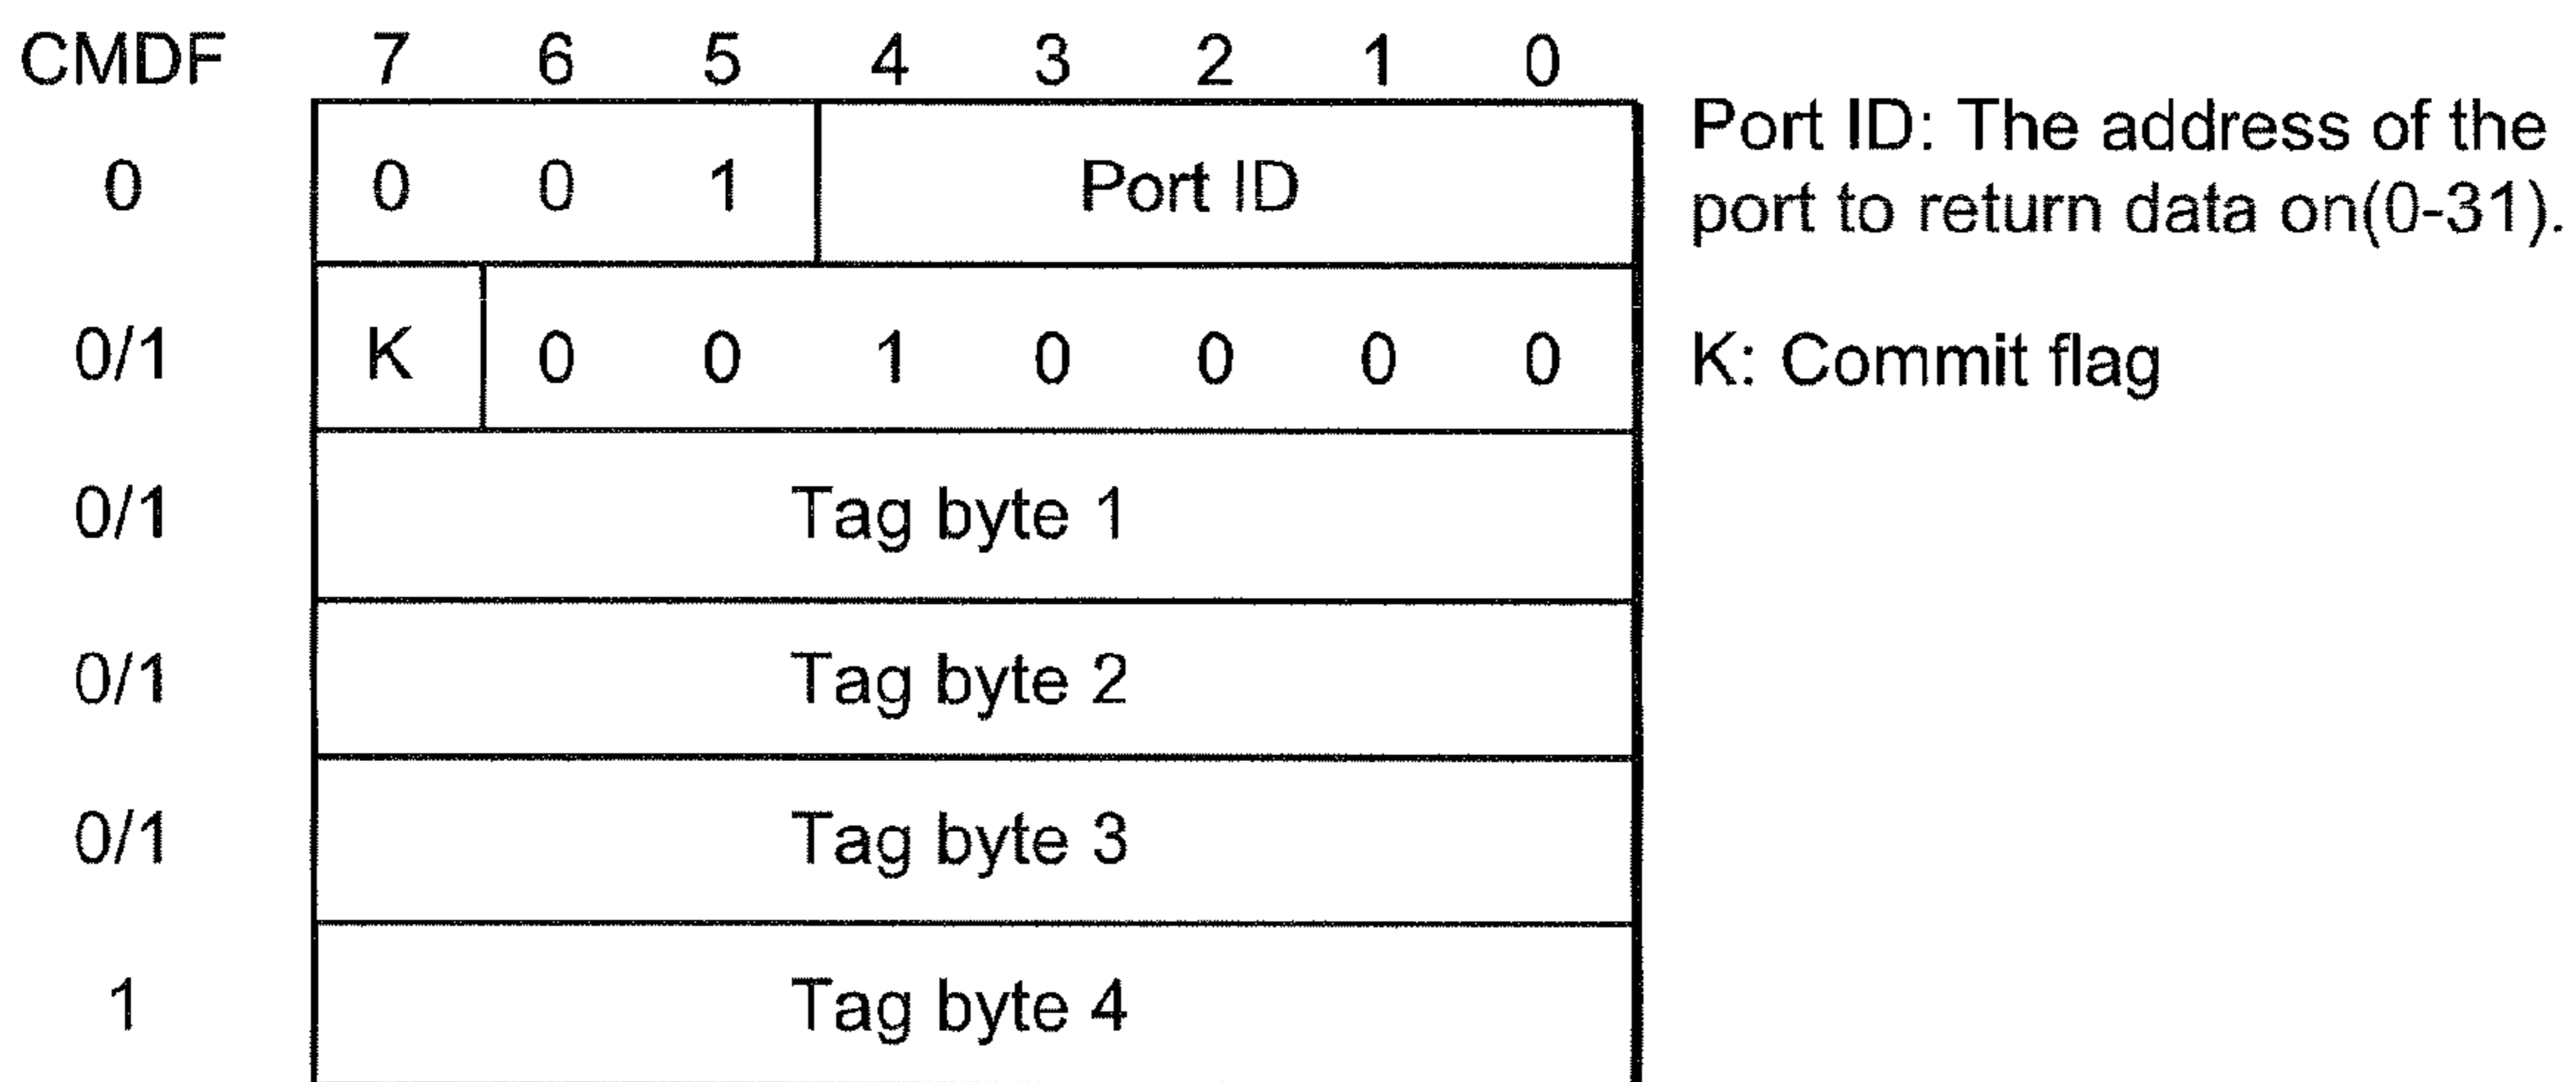 CMDF 7 6 5 4 3 2 1 0
0 0 0 1 Port ID Port ID: The address of the
port to return data on(0-31).
0/1 K 0 0 1 0 0 0 0 K: Commit flag
0/1 Tag byte 1
0/1 Tag byte 2
0/1 Tag byte 3
1 Tag byte 4